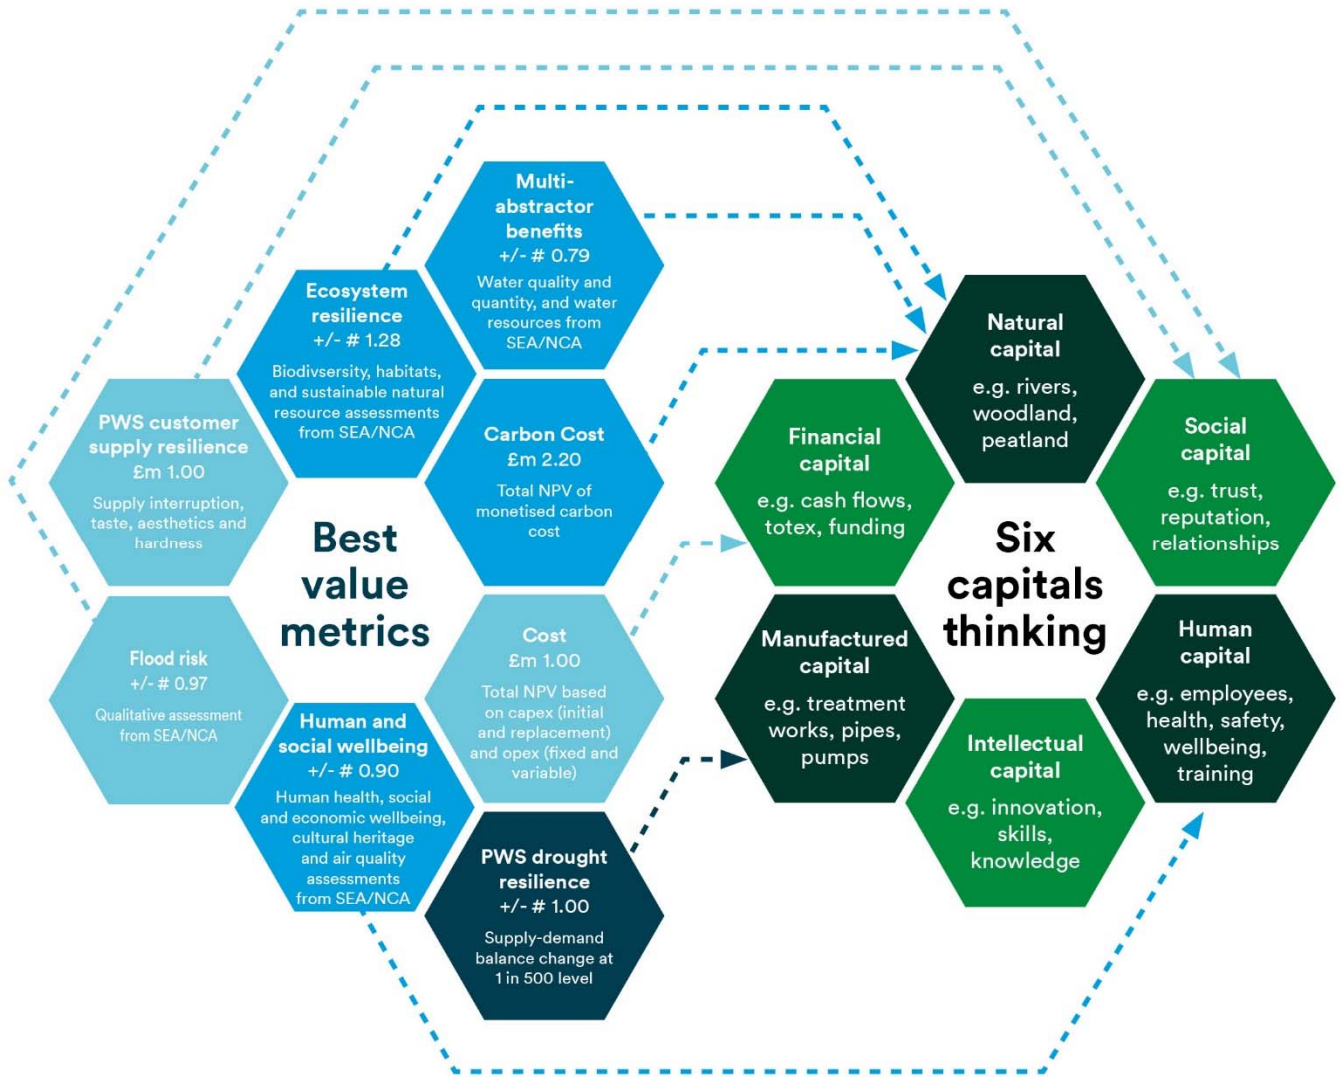 Multi-
abstractor
benefits
+/- # 0.79
Water quality and
quantity, and water
resources from
SEA/NCA
Ecosystem
resilience
+/- # 1.28
Biodivsersity, habitats,
and sustainable natural
resource assessments
from SEA/NCA
PWS customer
supply resilience
£m 1.00
Supply interruption,
taste, aesthetics and
hardness
Carbon Cost
£m 2.20
Total NPV of
monetised carbon
cost
Best
value
metrics
Flood risk
+/- # 0.97
Qualitative assessment
from SEA/NCA
Cost
£m 1.00
Total NPV based
on capex (initial
and replacement)
and opex (fixed and
variable)
Human and
social wellbeing
+/- # 0.90
Human health, social
and economic wellbeing,
cultural heritage
and air quality
assessments
from SEA/NCA
PWS drought
resilience
+/- # 1.00
Supply-demand
balance change at
1 in 500 level
Natural
capital
e.g. rivers,
woodland,
peatland
Financial
capital
e.g. cash flows,
totex, funding
Social
capital
e.g. trust,
reputation,
relationships
Six
capitals
thinking
Manufactured
capital
e.g. treatment
works, pipes,
pumps
Human
capital
e.g. employees,
health, safety,
wellbeing,
training
Intellectual
capital
e.g. innovation,
skills,
knowledge